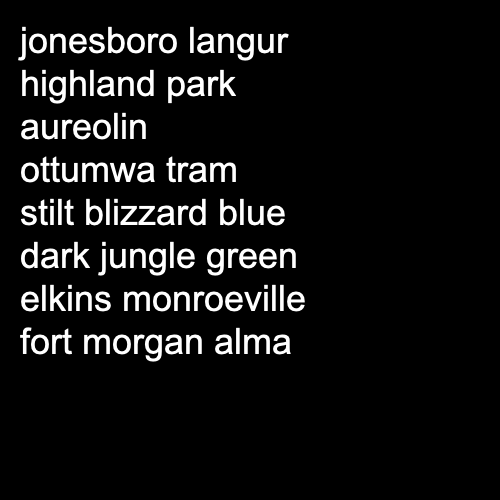 jonesboro langur
highland park
aureolin
ottumwa tram
stilt blizzard blue
dark jungle green
elkins monroeville
fort morgan alma